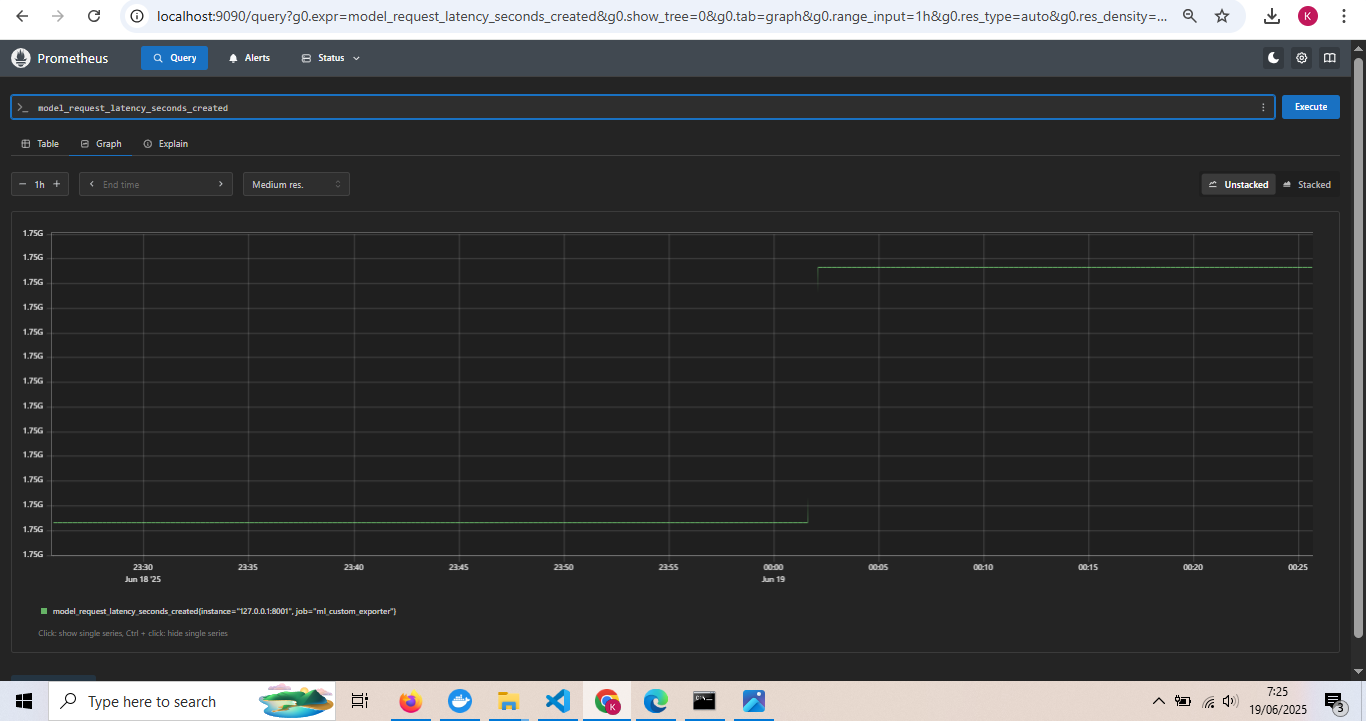 localhost:9090/query?g0.expr=model_request_latency_seconds_created&g0.show_tree=0&g0.tab=graph&g0.range_input=1h&g0.res_type=auto&g0.res_density=...
K
Prometheus
Query
Alerts
Status
>_ model_request_latency_seconds_created
Execute
Table
Graph
Explain
− 1h +
End time
Medium res.
Unstacked
Stacked
1.75G
1.75G
1.75G
1.75G
1.75G
1.75G
1.75G
1.75G
1.75G
1.75G
1.75G
1.75G
1.75G
1.75G
23:30 23:35 23:40 23:45 23:50 23:55 00:00 00:05 00:10 00:15 00:20 00:25
Jun 18 '25 Jun 19
model_request_latency_seconds_created{instance="127.0.0.1:8001", job="ml_custom_exporter"}
Click: show single series, Ctrl + click: hide single series
Type here to search
K
7:25
19/06/2025
3